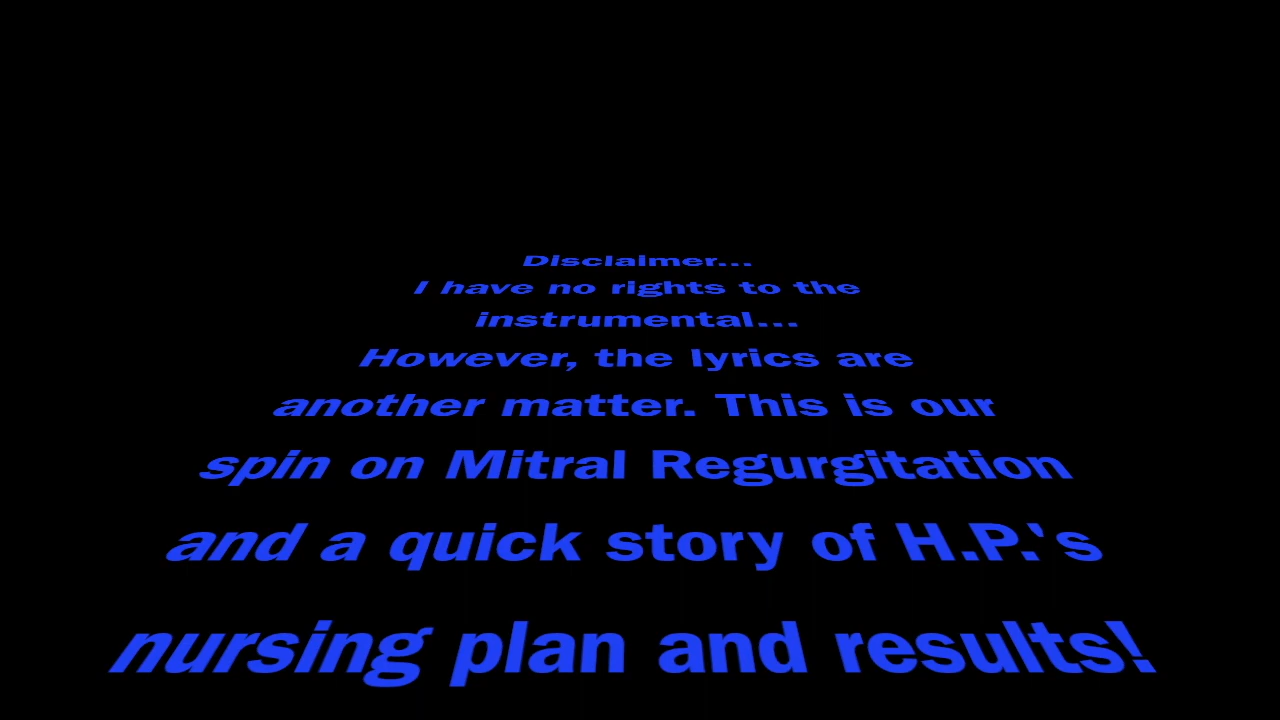 Disclaimer...
I have no rights to the
instrumental...
However, the lyrics are
another matter. This is our
spin on Mitral Regurgitation
and a quick story of H.P.'s
nursing plan and results!